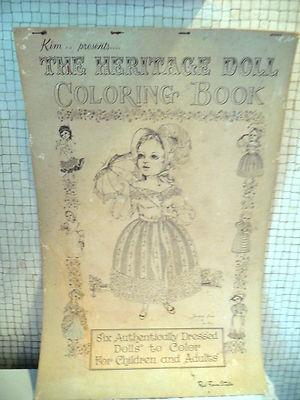 Kim .. presents....
THE HERITAGE DOLL
COLORING BOOK
Six Authentically Dressed
Dolls to Color
For Children and Adults